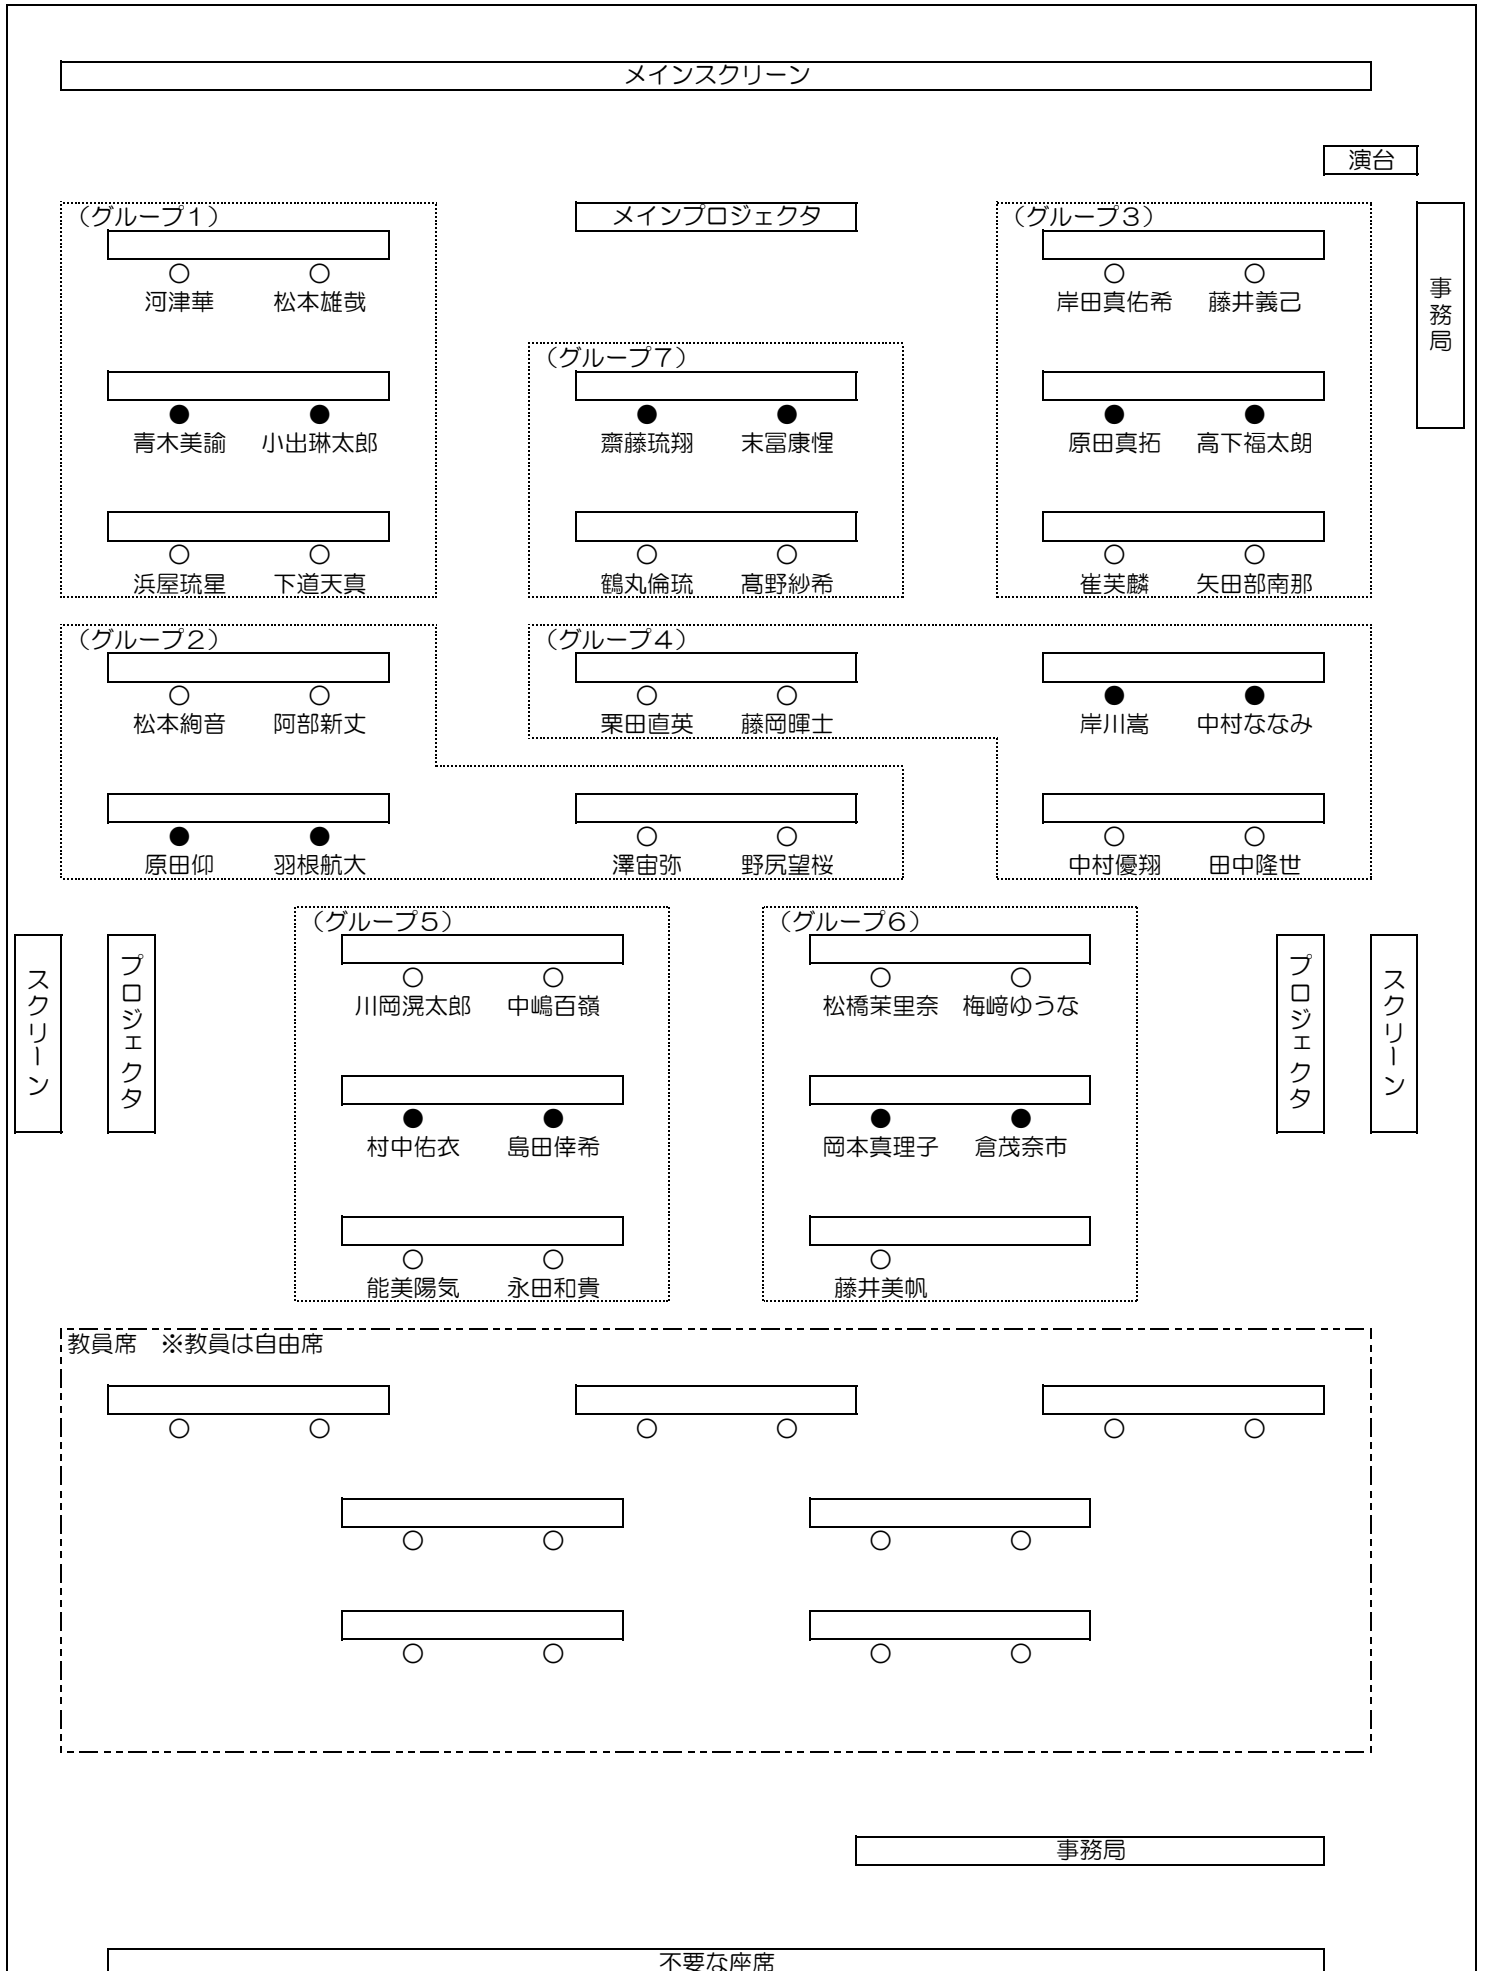 メインスクリーン
演台
（グループ１）
メインプロジェクタ
（グループ３）
○ ○ ○ ○
河津華 松本雄哉 岸田真佑希 藤井義己
事務局
（グループ７）
● ● ● ● ● ●
青木美諭 小出琳太郎 齋藤琉翔 末冨康惺 原田真拓 高下福太朗
○ ○ ○ ○ ○ ○
浜屋琉星 下道天真 鶴丸倫琉 髙野紗希 崔芙麟 矢田部南那
（グループ２） （グループ４）
○ ○ ○ ○ ● ●
松本絢音 阿部新丈 栗田直英 藤岡暉士 岸川嵩 中村ななみ
● ● ○ ○ ○ ○
原田仰 羽根航大 澤宙弥 野尻望桜 中村優翔 田中隆世
（グループ５） （グループ６）
スクリーン
プロジェクタ
○ ○ ○ ○
川岡滉太郎 中嶋百嶺 松橋茉里奈 梅﨑ゆうな
プロジェクタ
スクリーン
● ● ● ●
村中佑衣 島田倖希 岡本真理子 倉茂奈市
○ ○ ○
能美陽気 永田和貴 藤井美帆
教員席　※教員は自由席
○ ○ ○ ○ ○ ○
○ ○ ○ ○
○ ○ ○ ○
事務局
不要な座席